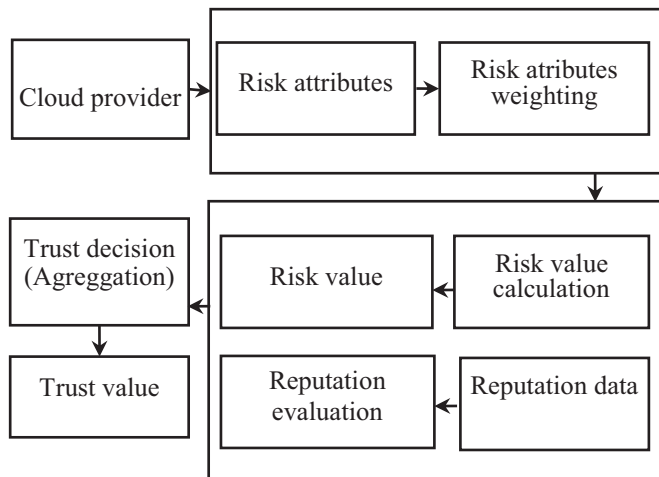 Cloud provider
Risk attributes
Risk atributes
weighting
Trust decision
(Agreggation)
Risk value
Risk value
calculation
Trust value
Reputation
evaluation
Reputation data